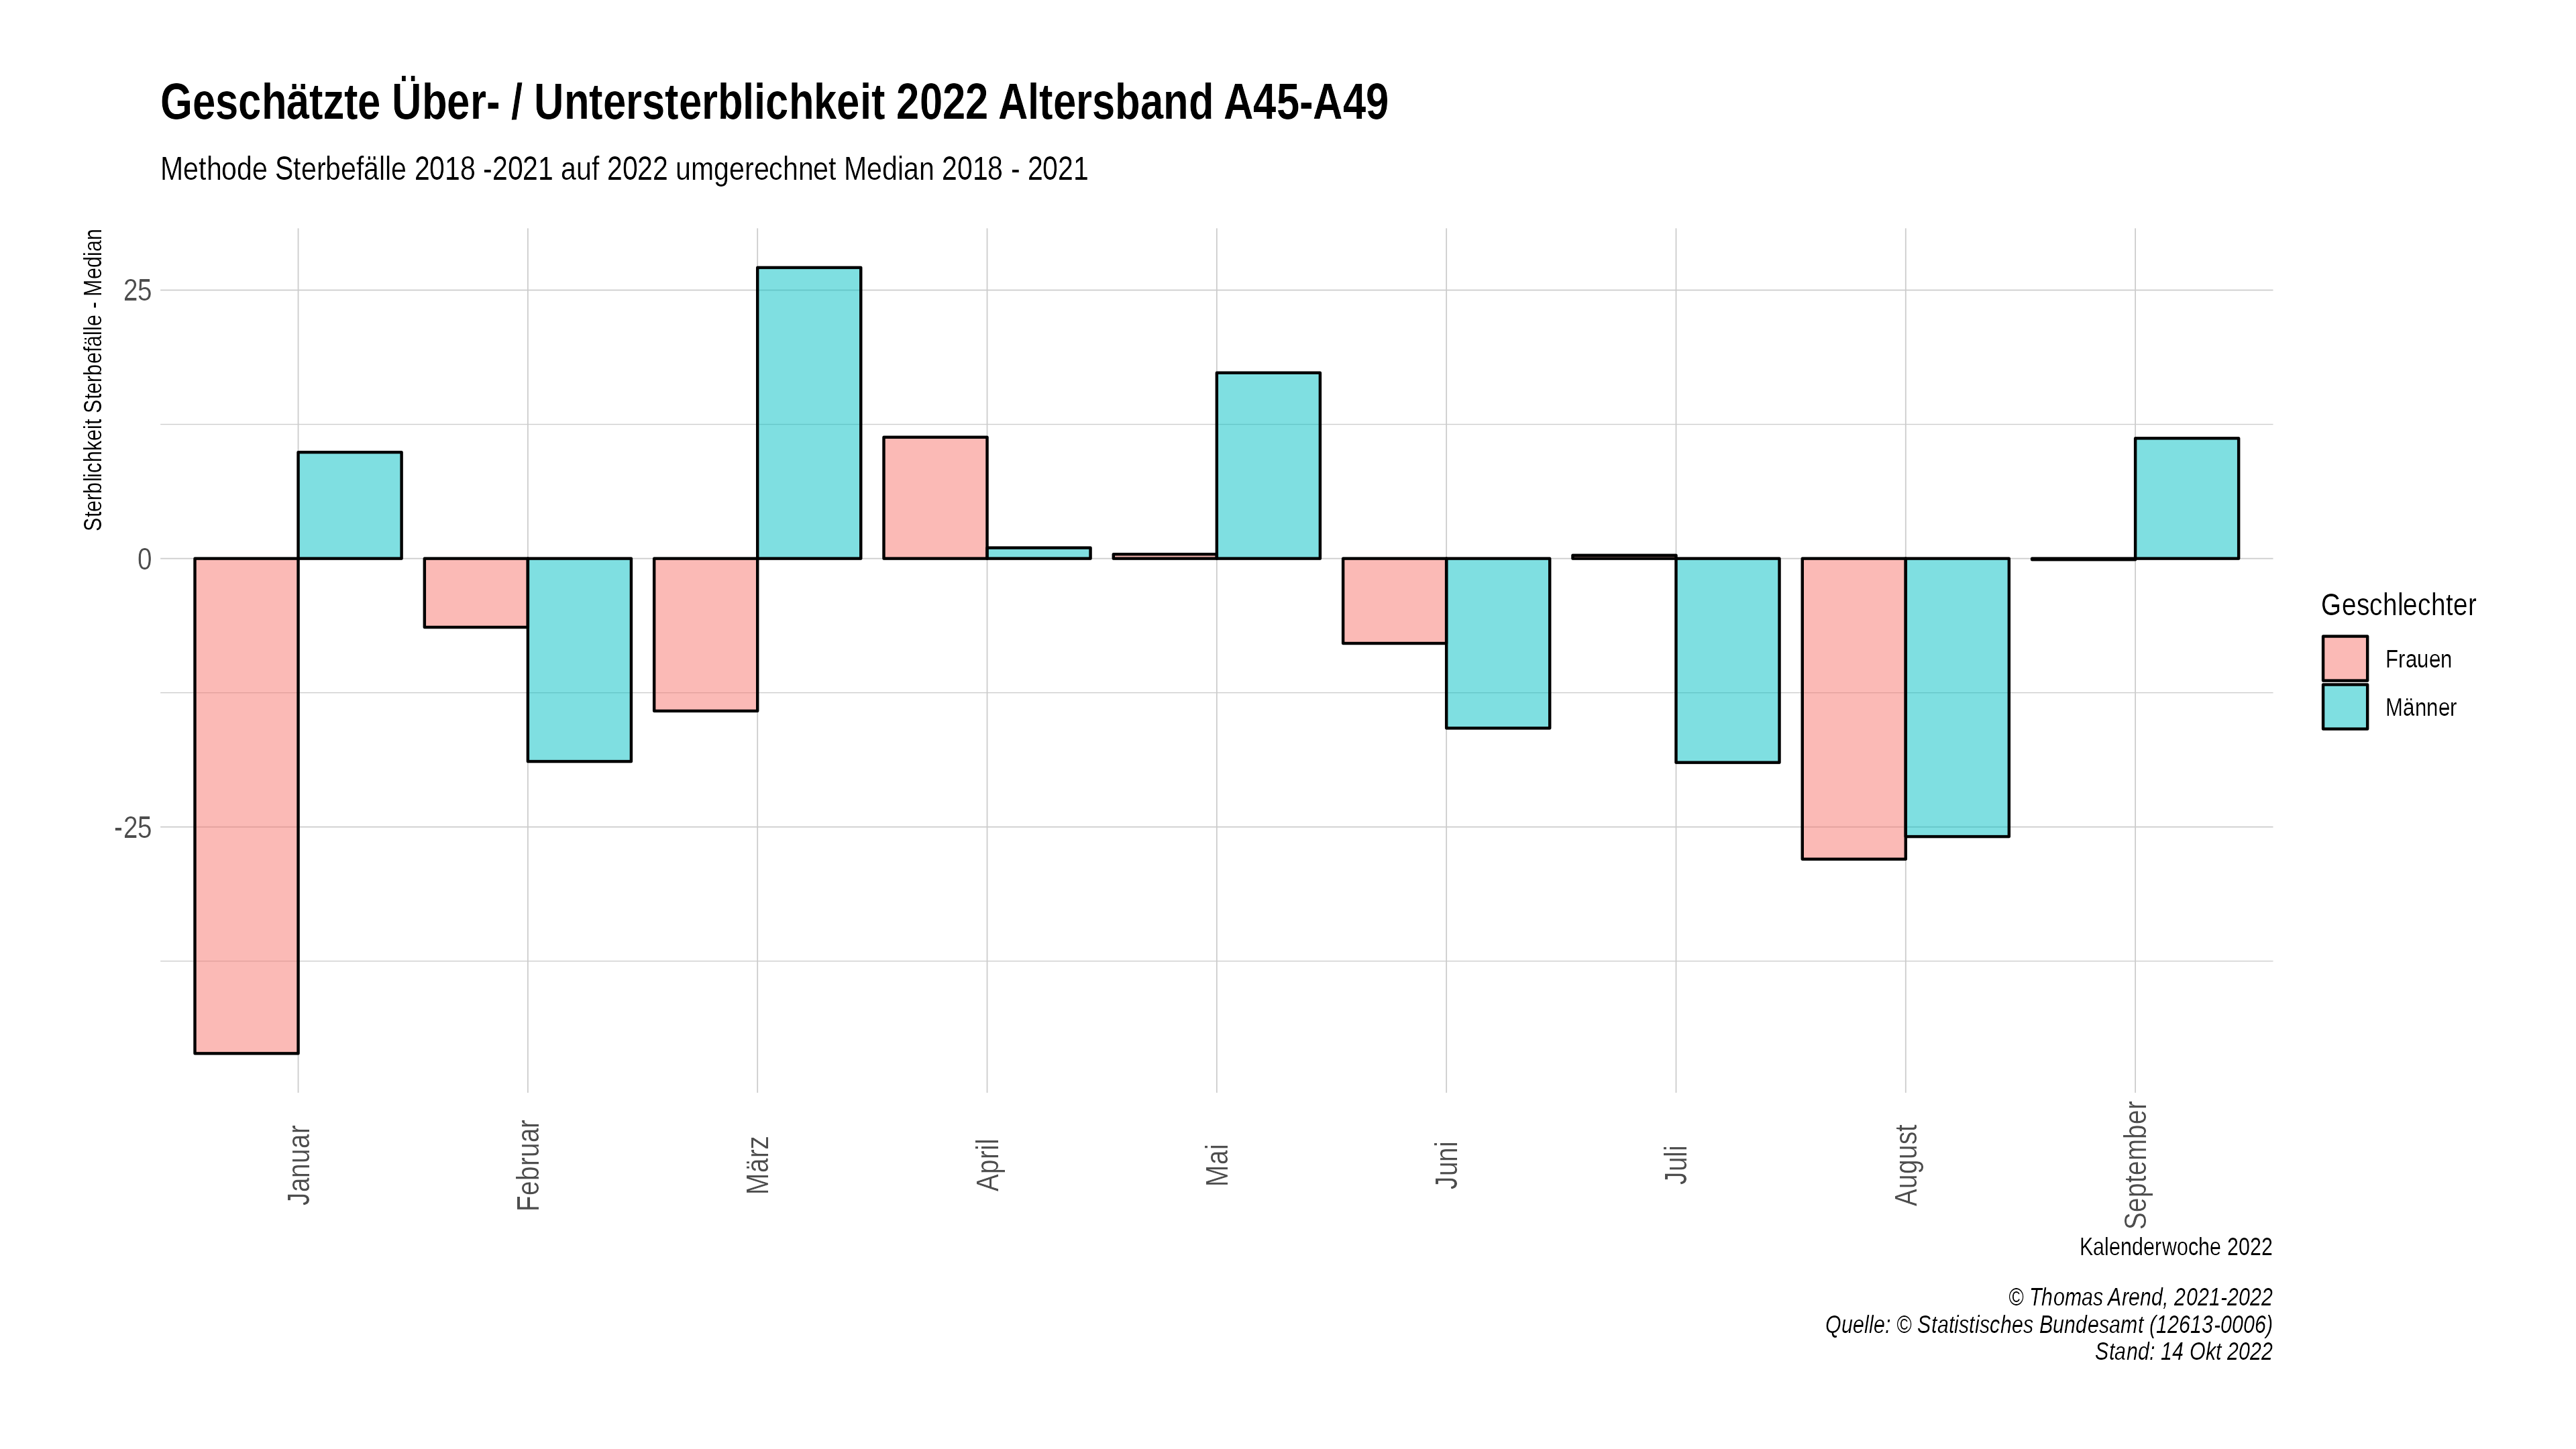 Geschätzte Über- / Untersterblichkeit 2022 Altersband A45-A49
Methode Sterbefälle 2018 -2021 auf 2022 umgerechnet Median 2018 - 2021
Sterblichkeit Sterbefälle - Median
25
0
-25
Geschlechter
Frauen
Männer
Januar
Februar
März
April
Mai
Juni
Juli
August
September
Kalenderwoche 2022
© Thomas Arend, 2021-2022
Quelle: © Statistisches Bundesamt (12613-0006)
Stand: 14 Okt 2022